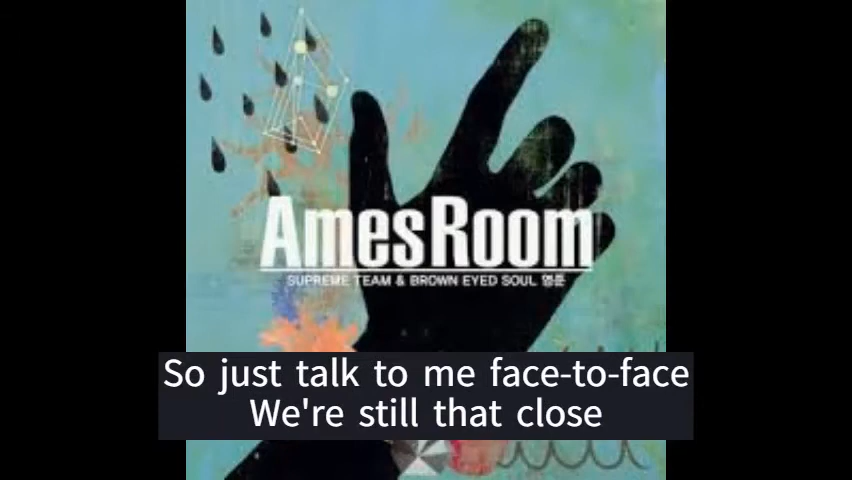 AmesRoom
SUPREME TEAM & BROWN EYED SOUL 영준
So just talk to me face-to-face
We're still that close